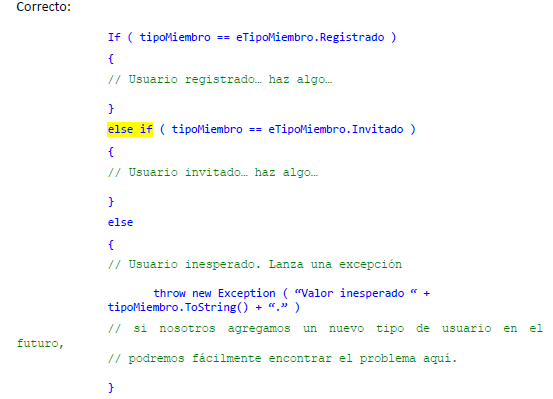 Correcto:
If ( tipoMiembro == eTipoMiembro.Registrado )
{
// Usuario registrado… haz algo…
}
else if ( tipoMiembro == eTipoMiembro.Invitado )
{
// Usuario invitado… haz algo…
}
else
{
// Usuario inesperado. Lanza una excepción
throw new Exception ( “Valor inesperado “ +
tipoMiembro.ToString() + “.” )
// si nosotros agregamos un nuevo tipo de usuario en el
futuro,
// podremos fácilmente encontrar el problema aquí.
}